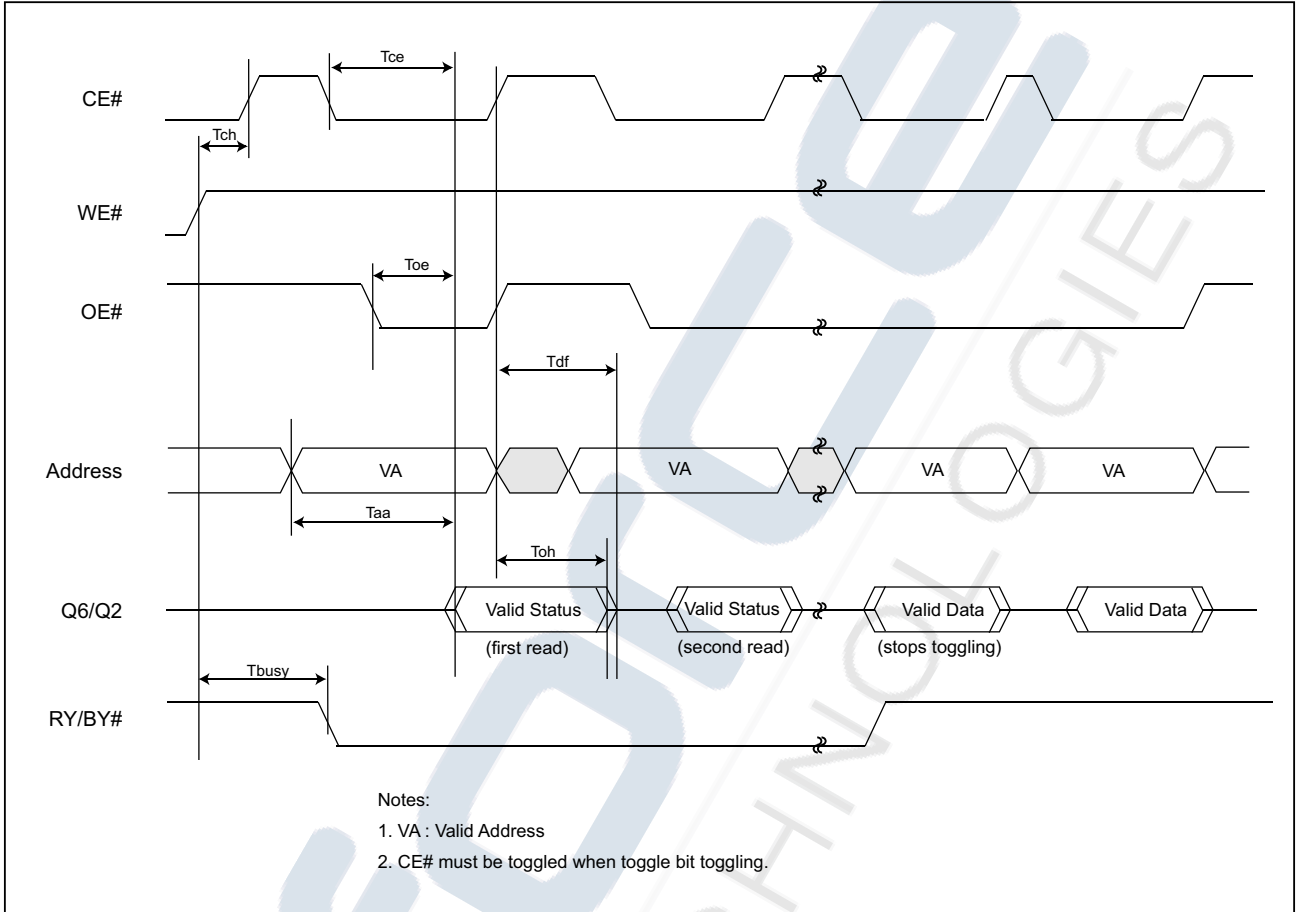 Tce
CE#
Tch
WE#
Toe
OE#
Tdf
Address VA VA VA VA
Taa
Toh
Q6/Q2 Valid Status Valid Status Valid Data Valid Data
(first read) (second read) (stops toggling)
Tbusy
RY/BY#
Notes:
1. VA : Valid Address
2. CE# must be toggled when toggle bit toggling.